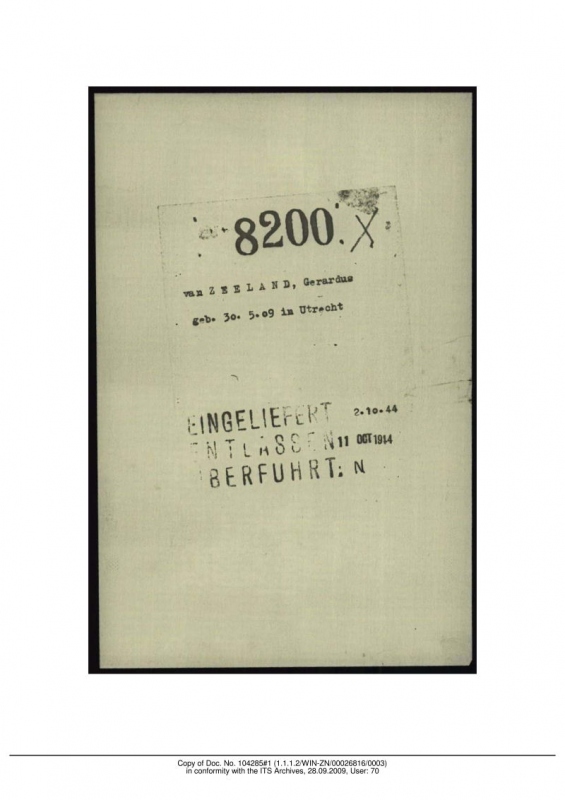 8200. X
van ZEELAND, Gerardus
geb. 30. 5.09 in Utrecht
EINGELIEFERT 2.10.44
ENTLASSEN 11 OCT 1914
BERFUHRT: N
Copy of Doc. No. 104285#1 (1.1.1.2/WIN-ZN/00026816/0003)
in conformity with the ITS Archives, 28.09.2009, User: 70